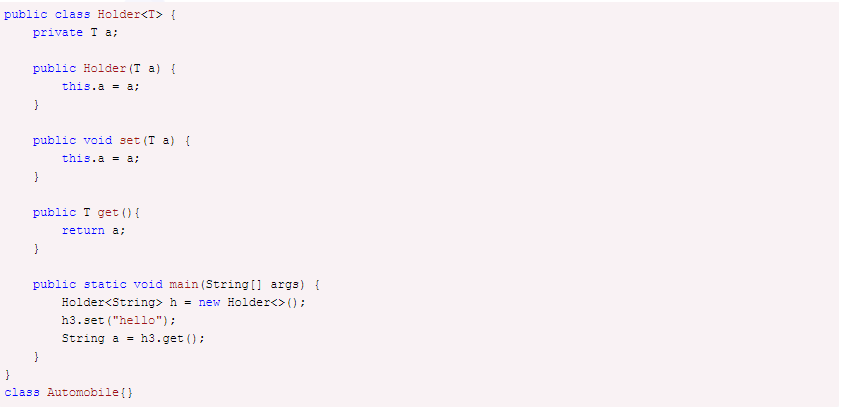 public class Holder<T> {
    private T a;

    public Holder(T a) {
        this.a = a;
    }

    public void set(T a) {
        this.a = a;
    }

    public T get(){
        return a;
    }

    public static void main(String[] args) {
        Holder<String> h = new Holder<>();
        h3.set("hello");
        String a = h3.get();
    }
}
class Automobile{}